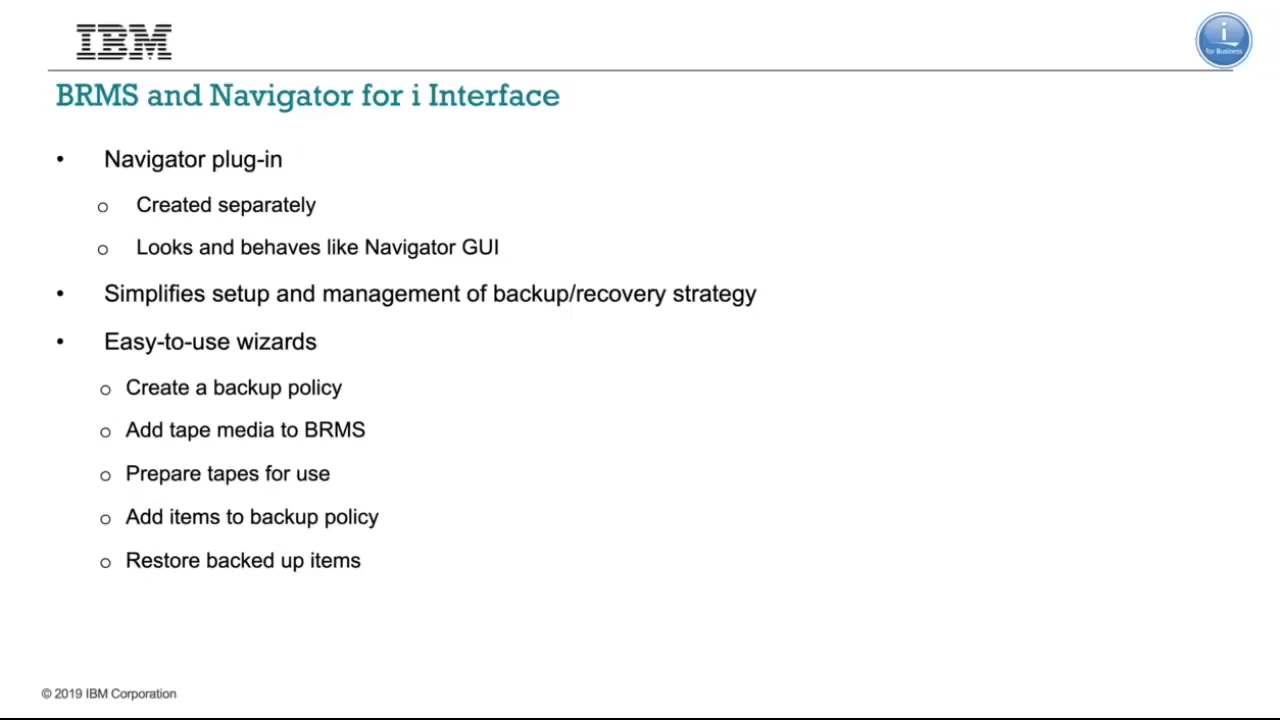 IBM
i
for Business
BRMS and Navigator for i Interface
• Navigator plug-in
o Created separately
o Looks and behaves like Navigator GUI
• Simplifies setup and management of backup/recovery strategy
• Easy-to-use wizards
o Create a backup policy
o Add tape media to BRMS
o Prepare tapes for use
o Add items to backup policy
o Restore backed up items
© 2019 IBM Corporation